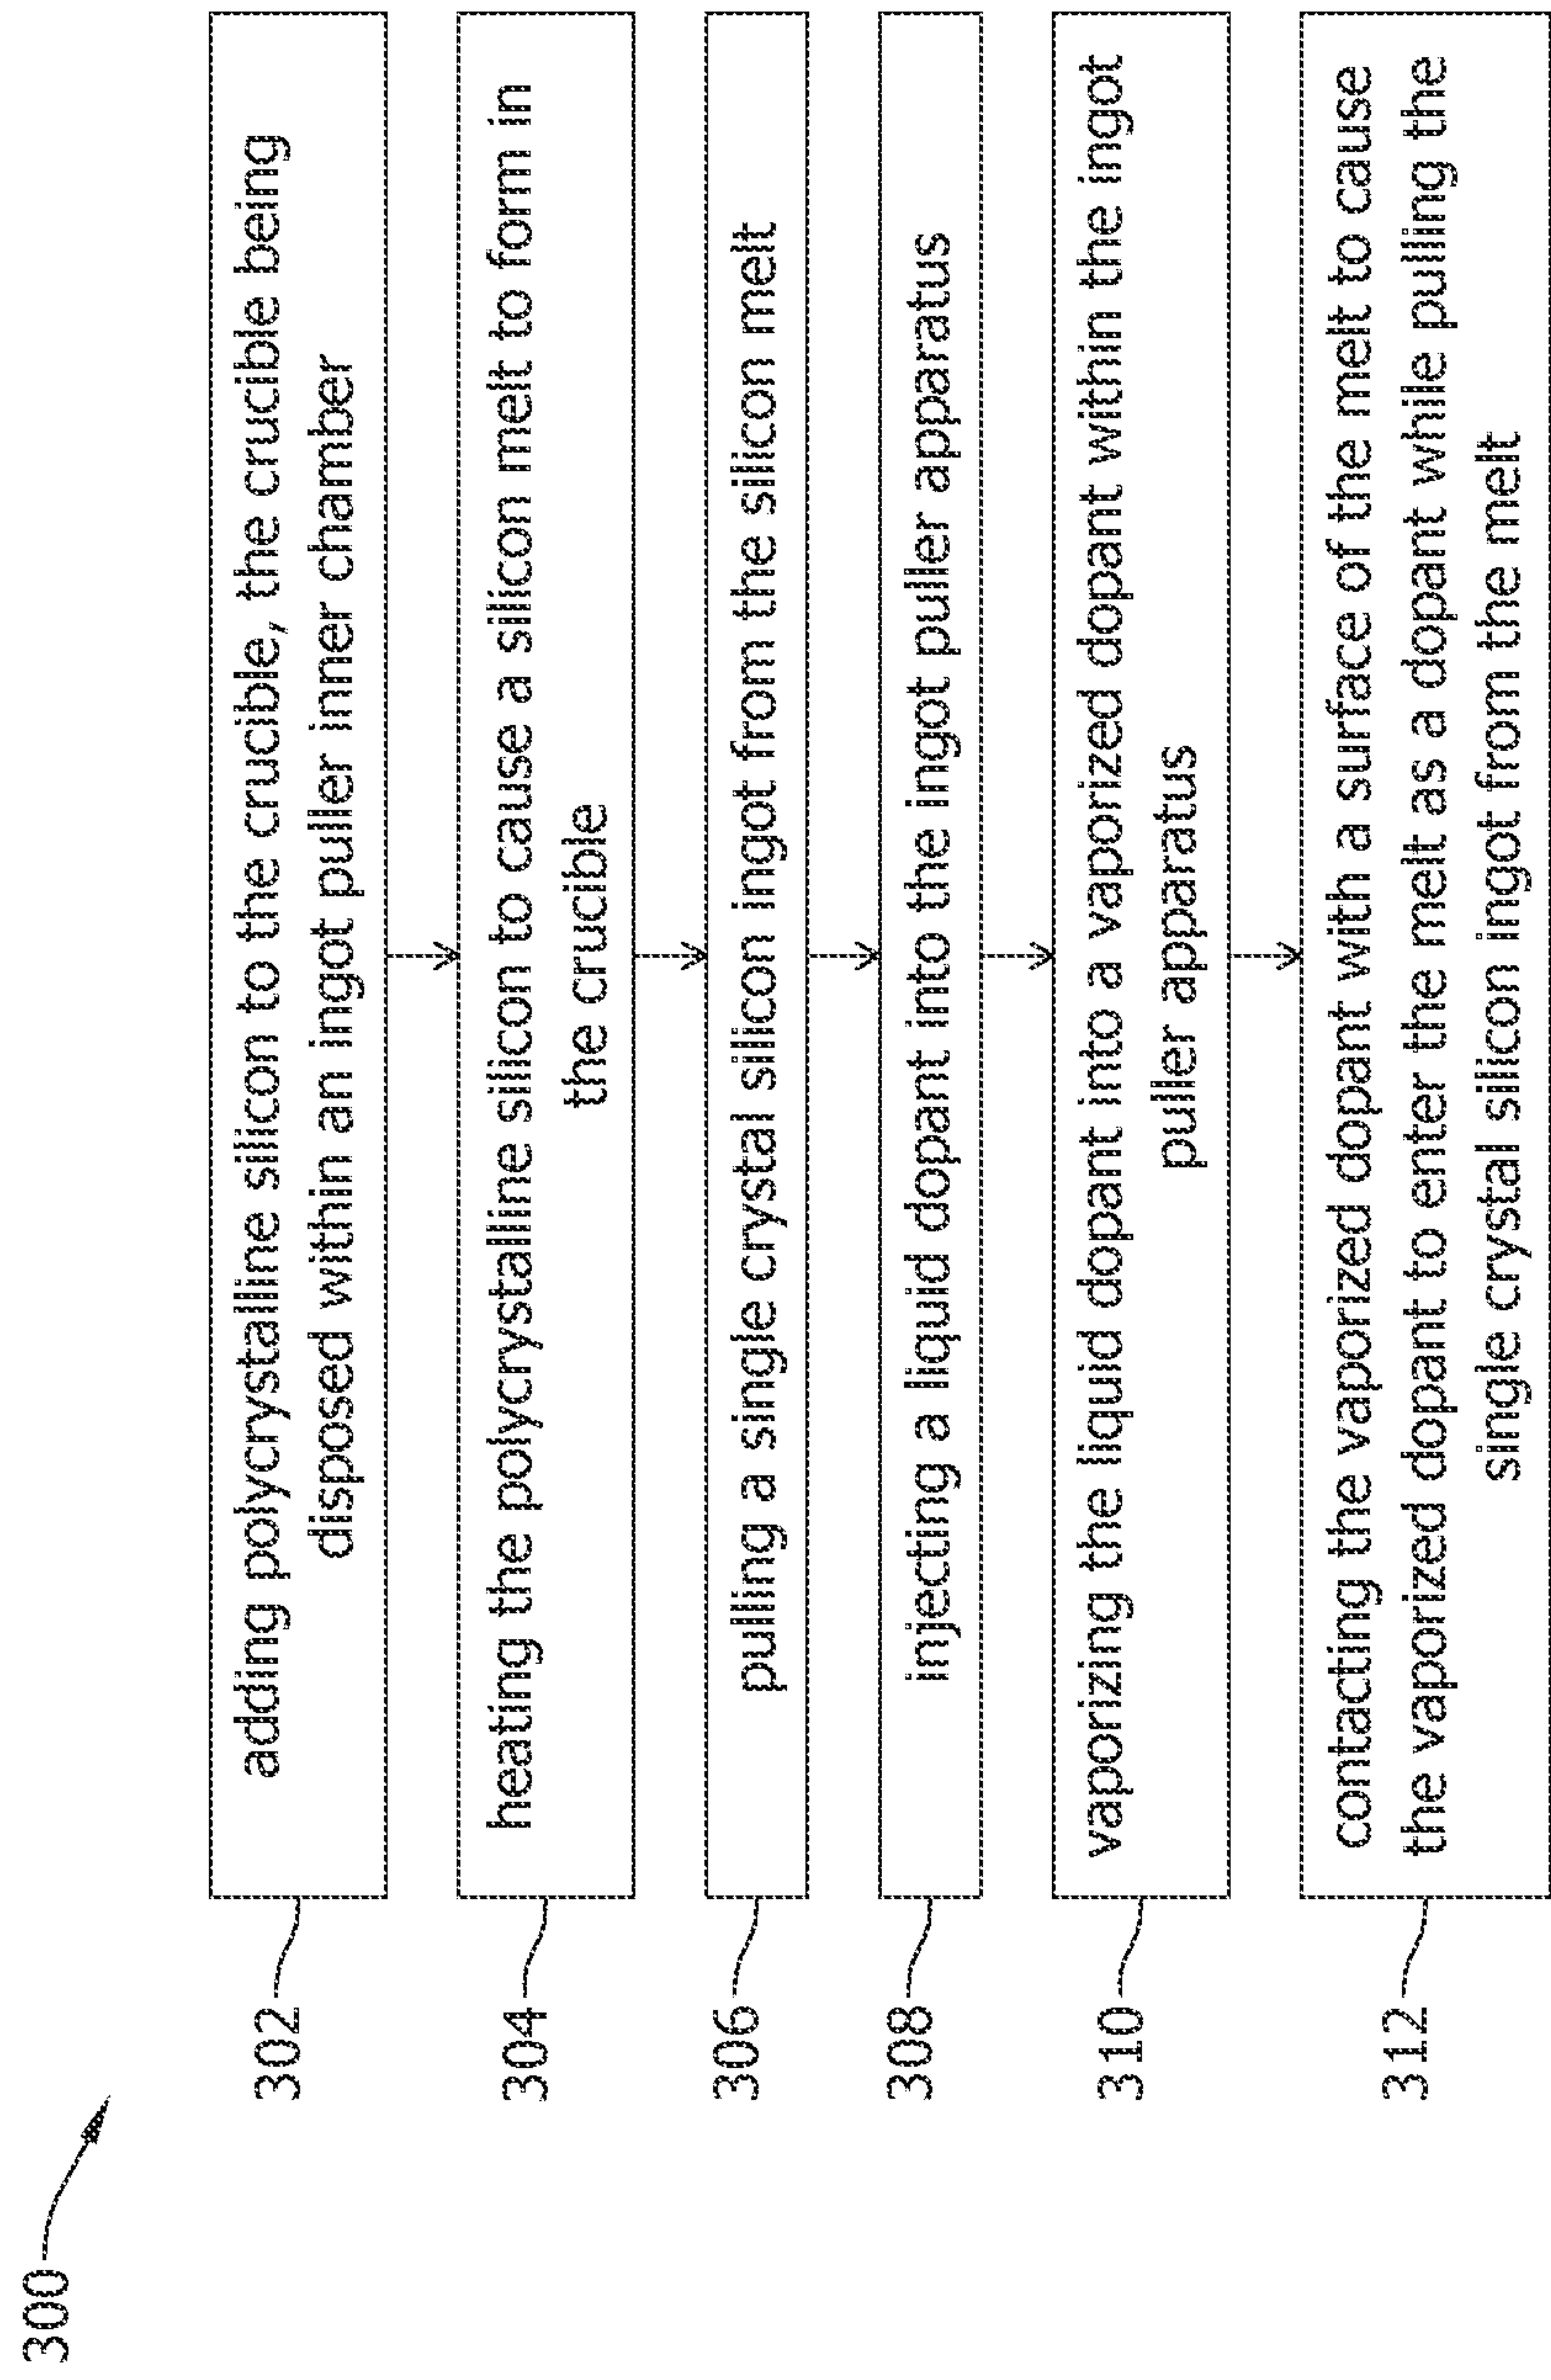 300
302
adding polycrystalline silicon to the crucible, the crucible being
disposed within an ingot puller inner chamber
304
heating the polycrystalline silicon to cause a silicon melt to form in
the crucible
306
pulling a single crystal silicon ingot from the silicon melt
308
injecting a liquid dopant into the ingot puller apparatus
310
vaporizing the liquid dopant into a vaporized dopant within the ingot
puller apparatus
312
contacting the vaporized dopant with a surface of the melt to cause
the vaporized dopant to enter the melt as a dopant while pulling the
single crystal silicon ingot from the melt